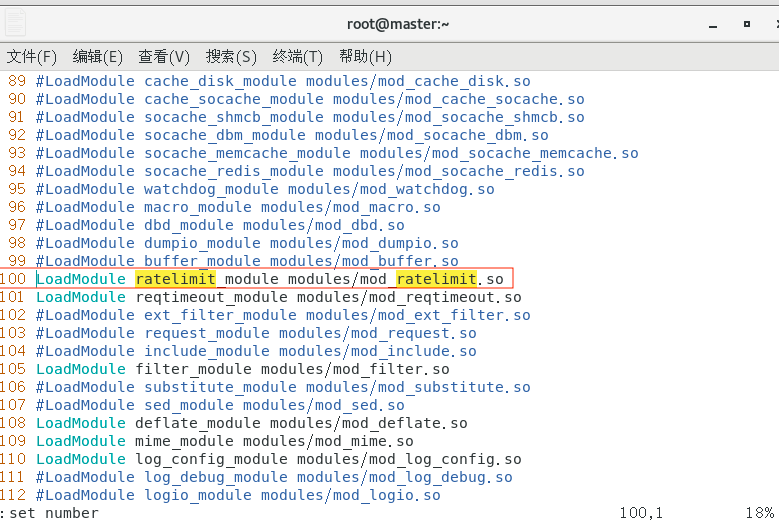 root@master:~
文件(F) 编辑(E) 查看(V) 搜索(S) 终端(T) 帮助(H)
89 #LoadModule cache_disk_module modules/mod_cache_disk.so
90 #LoadModule cache_socache_module modules/mod_cache_socache.so
91 #LoadModule socache_shmcb_module modules/mod_socache_shmcb.so
92 #LoadModule socache_dbm_module modules/mod_socache_dbm.so
93 #LoadModule socache_memcache_module modules/mod_socache_memcache.so
94 #LoadModule socache_redis_module modules/mod_socache_redis.so
95 #LoadModule watchdog_module modules/mod_watchdog.so
96 #LoadModule macro_module modules/mod_macro.so
97 #LoadModule dbd_module modules/mod_dbd.so
98 #LoadModule dumpio_module modules/mod_dumpio.so
99 #LoadModule buffer_module modules/mod_buffer.so
100 LoadModule ratelimit_module modules/mod_ratelimit.so
101 LoadModule reqtimeout_module modules/mod_reqtimeout.so
102 #LoadModule ext_filter_module modules/mod_ext_filter.so
103 #LoadModule request_module modules/mod_request.so
104 #LoadModule include_module modules/mod_include.so
105 LoadModule filter_module modules/mod_filter.so
106 #LoadModule substitute_module modules/mod_substitute.so
107 #LoadModule sed_module modules/mod_sed.so
108 LoadModule deflate_module modules/mod_deflate.so
109 LoadModule mime_module modules/mod_mime.so
110 LoadModule log_config_module modules/mod_log_config.so
111 #LoadModule log_debug_module modules/mod_log_debug.so
112 #LoadModule logio_module modules/mod_logio.so
:set number 100,1 18%